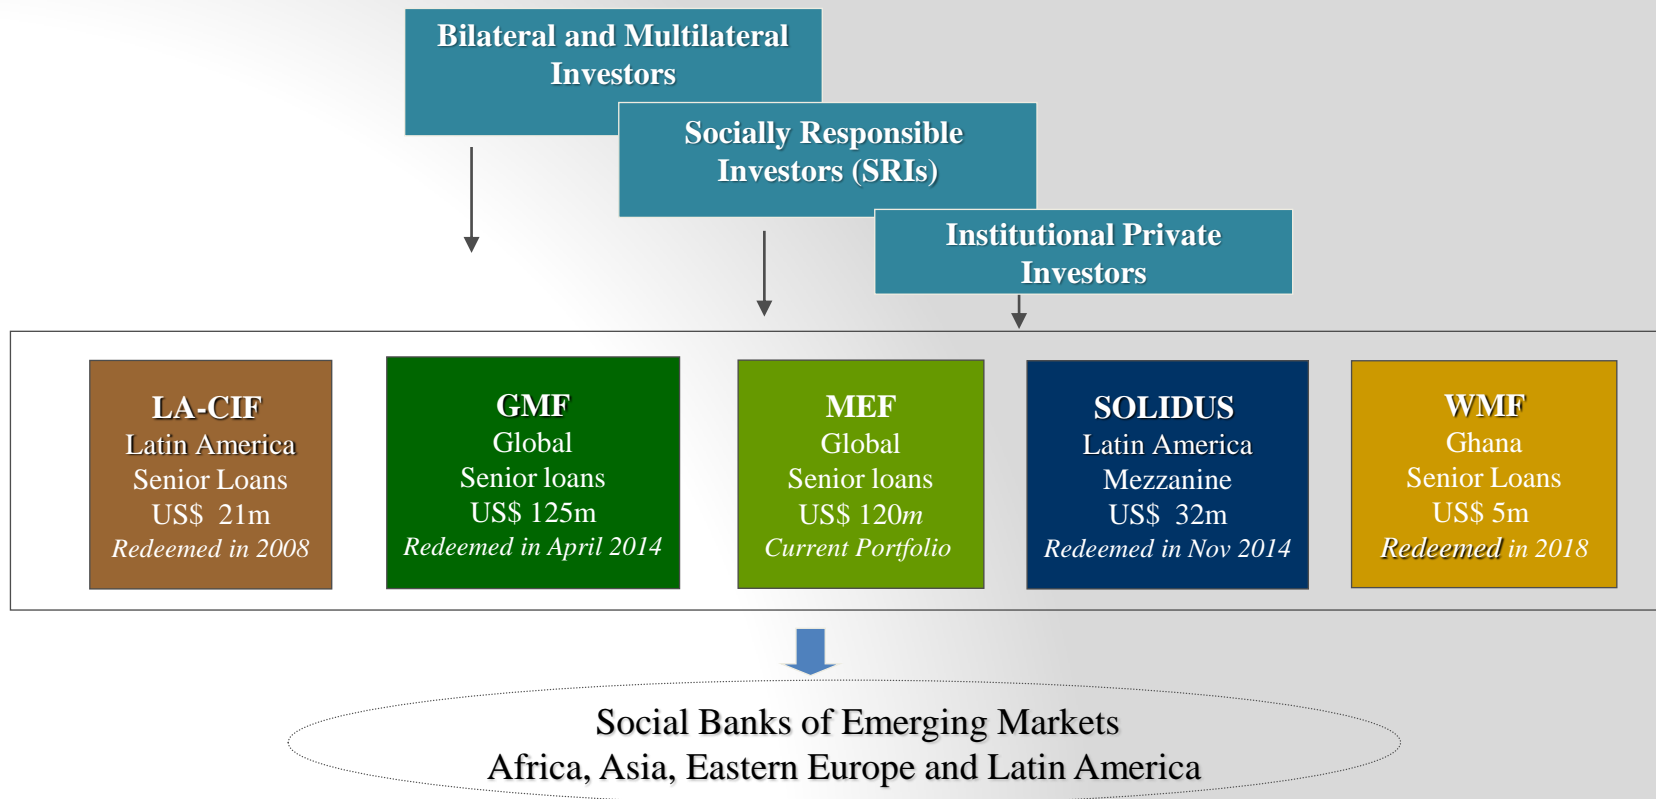 Bilateral and Multilateral
Investors
Socially Responsible
Investors (SRIs)
Institutional Private
Investors
LA-CIF
Latin America
Senior Loans
US$ 21m
Redeemed in 2008
GMF
Global
Senior loans
US$ 125m
Redeemed in April 2014
MEF
Global
Senior loans
US$ 120m
Current Portfolio
SOLIDUS
Latin America
Mezzanine
US$ 32m
Redeemed in Nov 2014
WMF
Ghana
Senior Loans
US$ 5m
Redeemed in 2018
Social Banks of Emerging Markets
Africa, Asia, Eastern Europe and Latin America